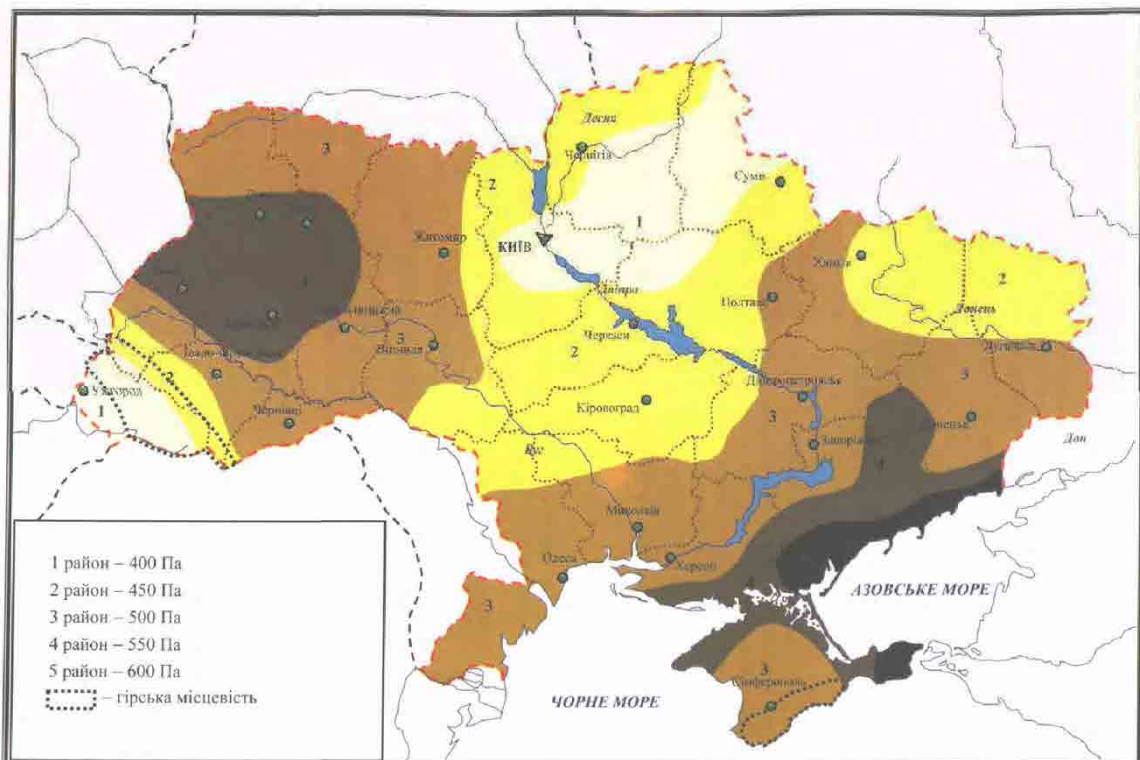 3
Десна
Чернігів
Суми
2
1
Житомир
КИЇВ
Харків
2
Дніпро
Полтава
Донець
Черкаси
3
Вінниця
Луганськ
2
2
3
Ужгород
1
Дніпропетровськ
Кіровоград
3
Чернівці
Донецьк
Дон
Запоріжжя
Буг
4
Миколаїв
Одеса
Херсон
АЗОВСЬКЕ МОРЕ
3
3
Сімферополь
ЧОРНЕ МОРЕ
1 район – 400 Па
2 район – 450 Па
3 район – 500 Па
4 район – 550 Па
5 район – 600 Па
– гірська місцевість